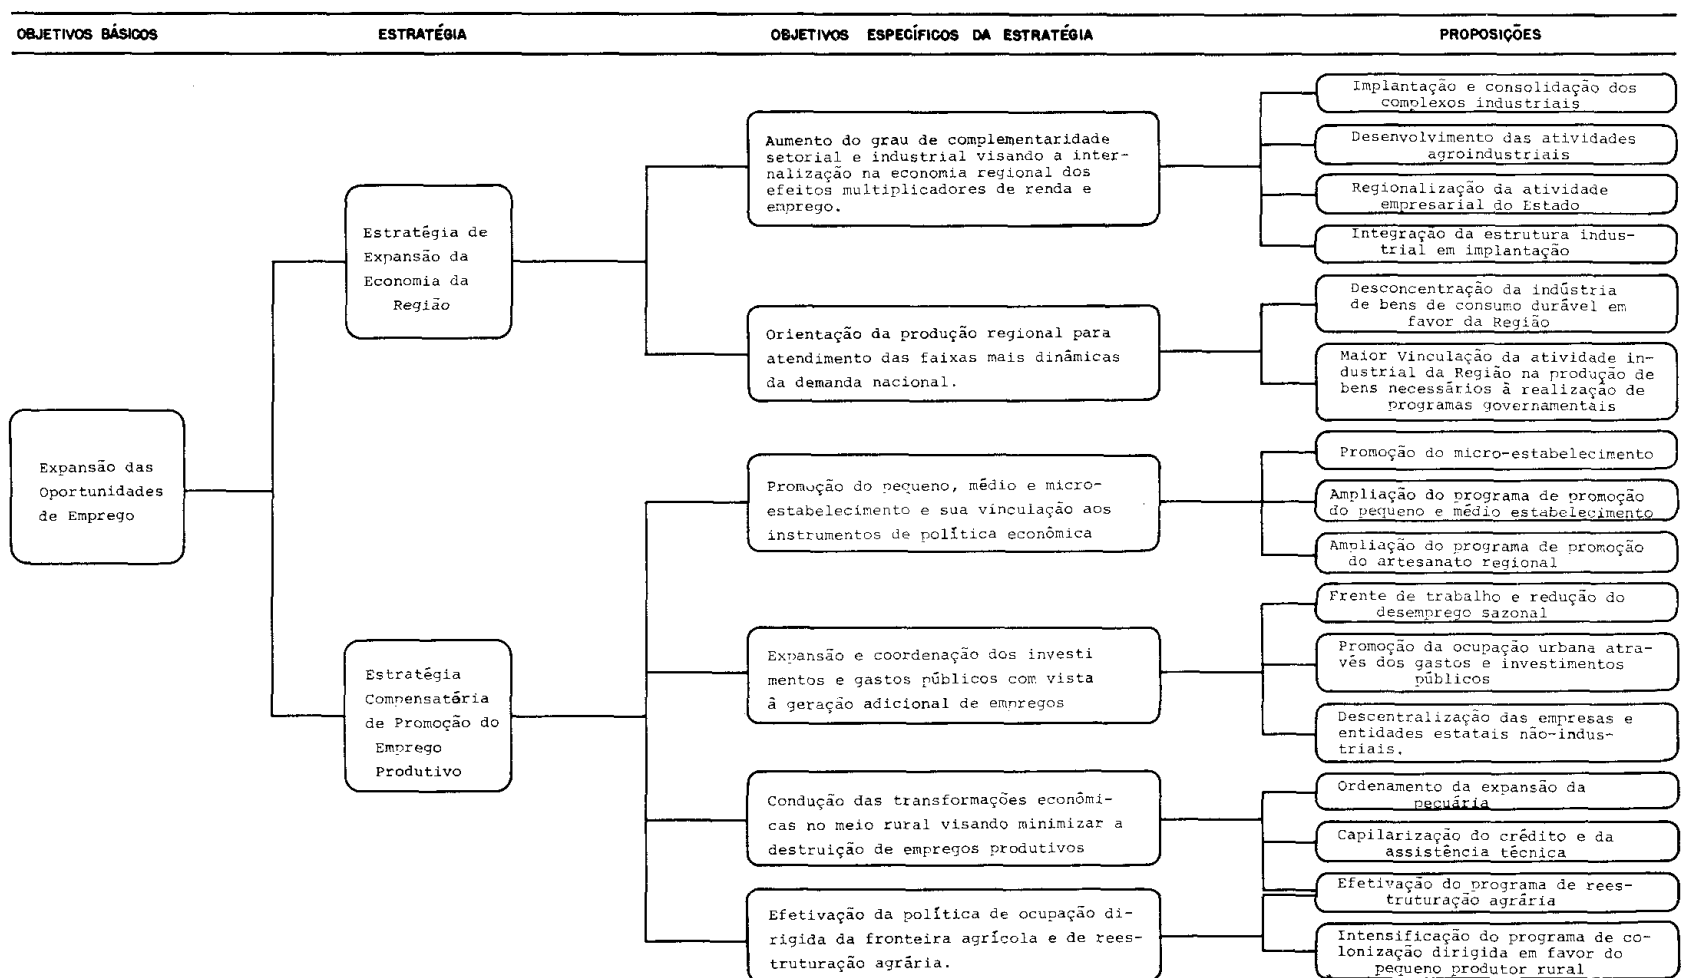 OBJETIVOS BÁSICOS
ESTRATÉGIA
OBJETIVOS ESPECÍFICOS DA ESTRATÉGIA
PROPOSIÇÕES
Expansão das
Oportunidades
de Emprego
Estratégia de
Expansão da
Economia da
Região
Aumento do grau de complementaridade
setorial e industrial visando a inter-
nalização na economia regional dos
efeitos multiplicadores de renda e
emprego.
Implantação e consolidação dos
complexos industriais
Desenvolvimento das atividades
agroindustriais
Regionalização da atividade
empresarial do Estado
Integração da estrutura indus-
trial em implantação
Orientação da produção regional para
atendimento das faixas mais dinâmicas
da demanda nacional.
Desconcentração da indústria
de bens de consumo durável em
favor da Região
Maior Vinculação da atividade in-
dustrial da Região na produção de
bens necessários à realização de
programas governamentais
Estratégia
Compensatória
de Promoção do
Emprego
Produtivo
Promoção do pequeno, médio e micro-
estabelecimento e sua vinculação aos
instrumentos de política econômica
Promoção do micro-estabelecimento
Ampliação do programa de promoção
do pequeno e médio estabelecimento
Ampliação do programa de promoção
do artesanato regional
Expansão e coordenação dos investi
mentos e gastos públicos com vista
à geração adicional de empregos
Frente de trabalho e redução do
desemprego sazonal
Promoção da ocupação urbana atra-
vés dos gastos e investimentos
públicos
Descentralização das empresas e
entidades estatais não-indus-
triais.
Condução das transformações econômi-
cas no meio rural visando minimizar a
destruição de empregos produtivos
Ordenamento da expansão da
pecuária
Capilarização do crédito e da
assistência técnica
Efetivação do programa de rees-
truturação agrária
Efetivação da política de ocupação di-
rigida da fronteira agrícola e de rees-
truturação agrária.
Intensificação do programa de co-
lonização dirigida em favor do
pequeno produtor rural